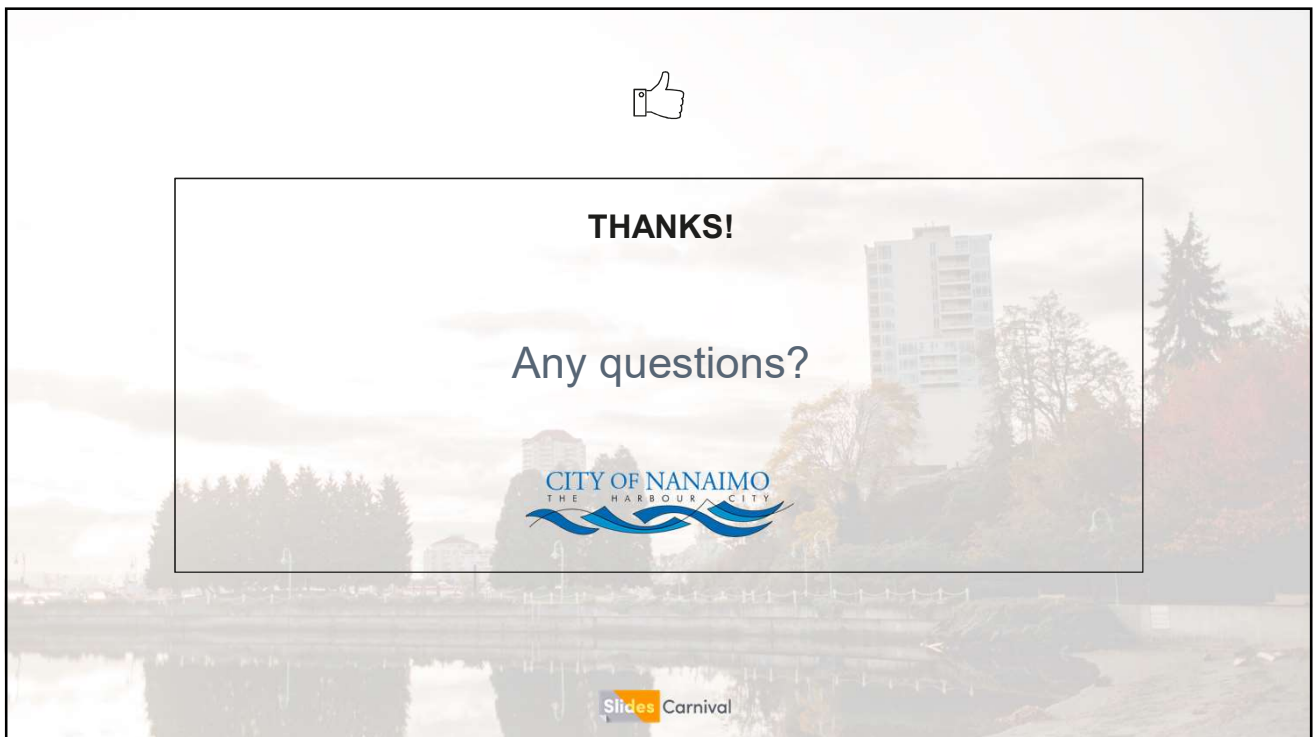 THANKS!
Any questions?
CITY OF NANAIMO
THE HARBOUR CITY
Slides Carnival